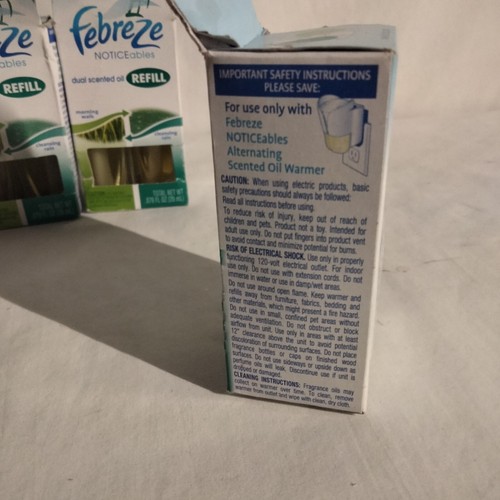 Febreze
NOTICEables
dual scented oil REFILL
morning
walk
cleansing
rain
TOTAL NET WT
REFILL
cleansing
rain
IMPORTANT SAFETY INSTRUCTIONS
PLEASE SAVE:
For use only with
Febreze
NOTICEables
Alternating
Scented Oil Warmer
CAUTION: When using electric products, basic
safety precautions should always be followed:
Read all instructions before using.
To reduce risk of injury, keep out of reach of
children and pets. Product not a toy. Intended for
adult use only. Do not put fingers into product vent
to avoid contact and minimize potential for burns.
RISK OF ELECTRICAL SHOCK. Use only in properly
functioning 120-volt electrical outlet. For indoor
use only. Do not use with extension cords. Do not
immerse in water or use in damp/wet areas.
Do not use around open flame. Keep warmer and
refills away from furniture, fabrics, bedding and
other materials, which might present a fire hazard.
Do not use in small, confined pet areas without
adequate ventilation. Do not obstruct or block
airflow from unit. Use only in areas with at least
12" clearance above the unit to avoid potential
discoloration of surrounding surfaces. Do not place
fragrance bottles or caps on finished wood
surfaces. Do not use sideways or upside down as
perfume oils will leak. Discontinue use if unit is
dropped or damaged.
CLEANING INSTRUCTIONS: Fragrance oils may
collect on warmer over time. To clean, remove
warmer from outlet and wipe with clean, dry cloth.